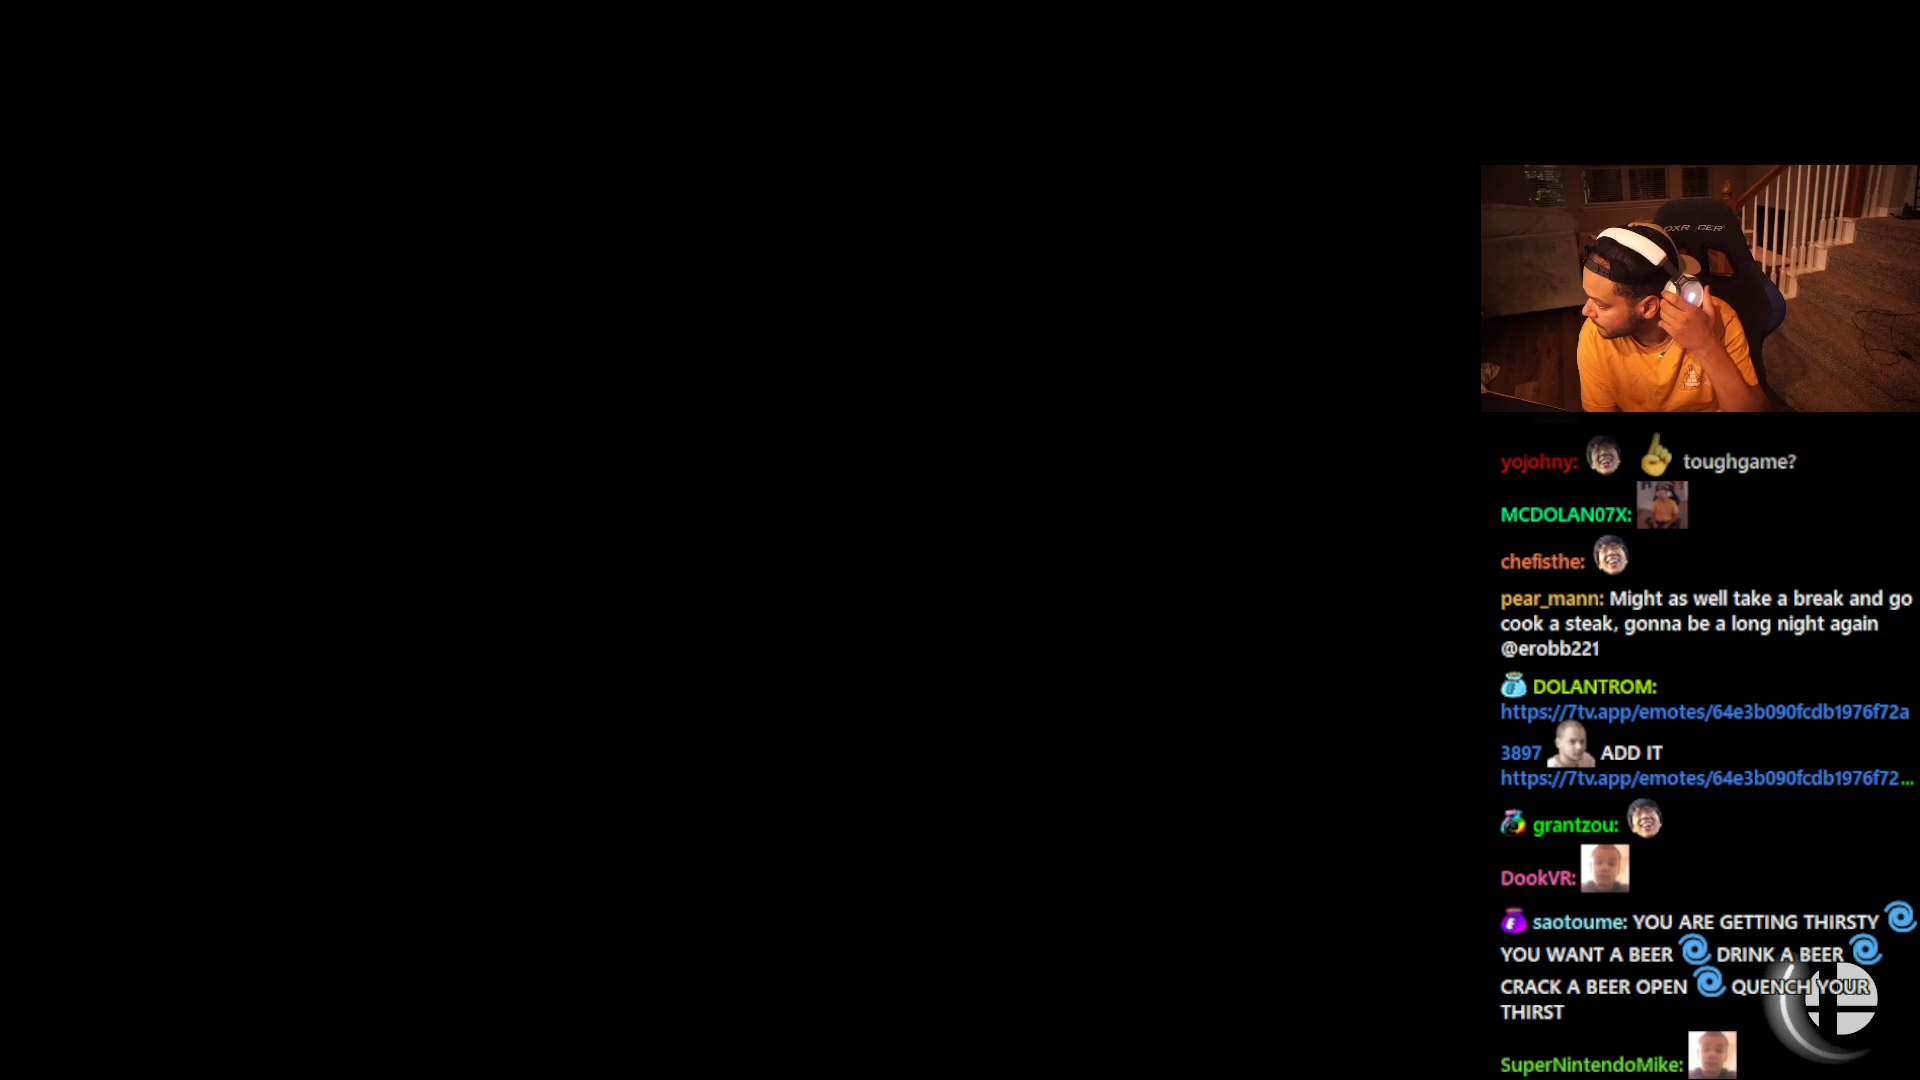 DXR CER
yojohny: toughgame?
MCDOLAN07X:
chefisthe:
pear_mann: Might as well take a break and go
cook a steak, gonna be a long night again
@erobb221
DOLANTROM:
https://7tv.app/emotes/64e3b090fcdb1976f72a
3897 ADD IT
https://7tv.app/emotes/64e3b090fcdb1976f72...
grantzou:
DookVR:
saotoume: YOU ARE GETTING THIRSTY
YOU WANT A BEER DRINK A BEER
CRACK A BEER OPEN QUENCH YOUR
THIRST
SuperNintendoMike: